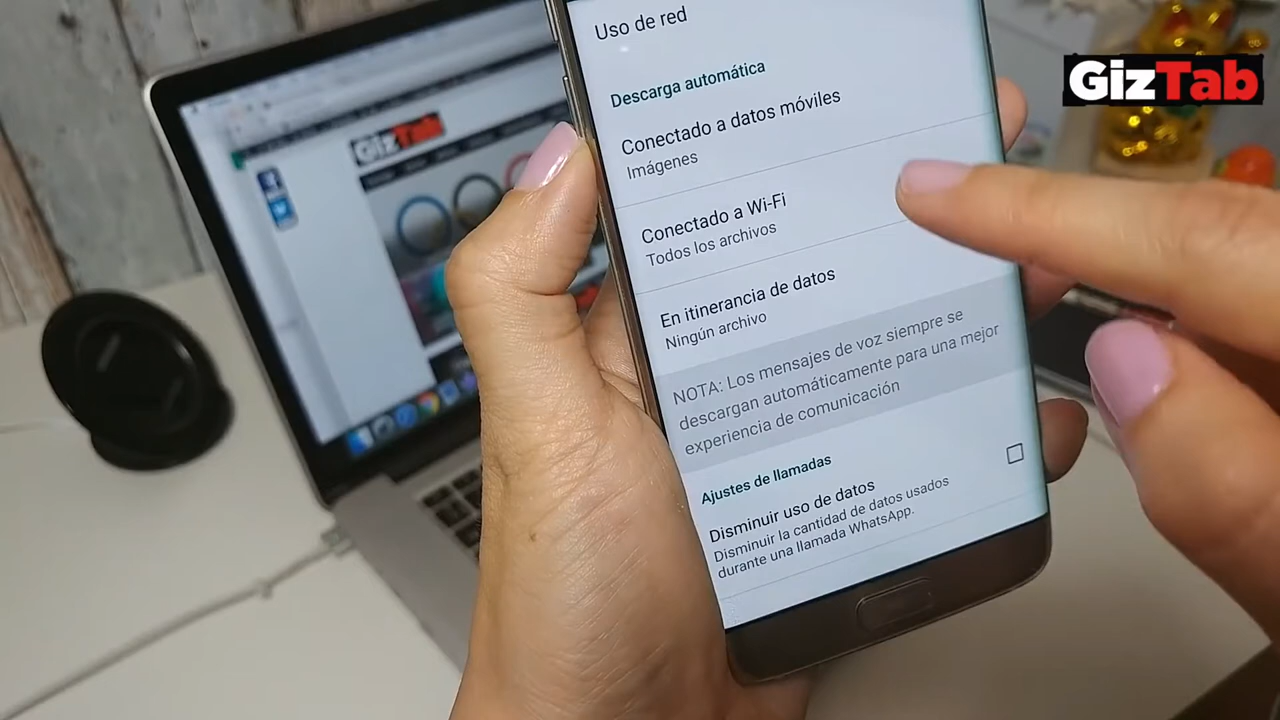 Uso de red
Descarga automática
Conectado a datos móviles
Imágenes
Conectado a Wi-Fi
Todos los archivos
En itinerancia de datos
Ningún archivo
NOTA: Los mensajes de voz siempre se
descargan automáticamente para una mejor
experiencia de comunicación
Ajustes de llamadas
Disminuir uso de datos
Disminuir la cantidad de datos usados
durante una llamada WhatsApp.
GizTab
GizTab